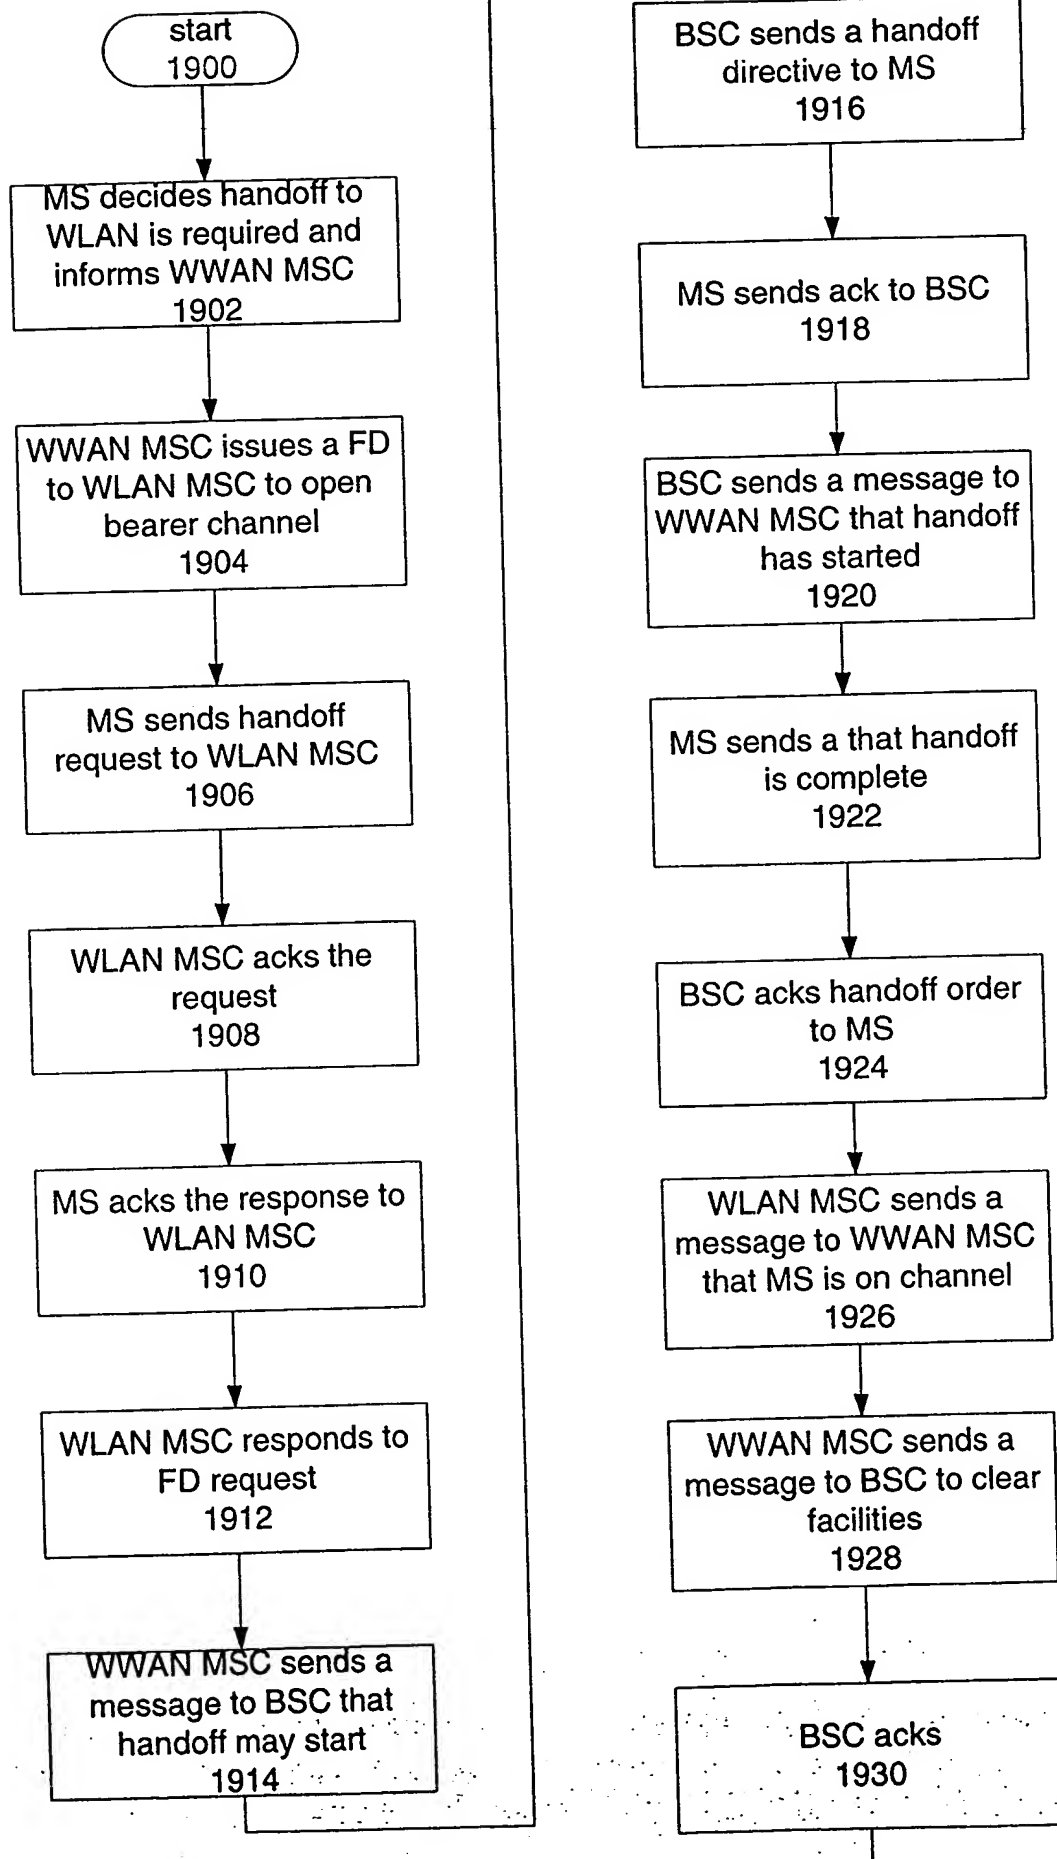 start
1900
MS decides handoff to
WLAN is required and
informs WWAN MSC
1902
WWAN MSC issues a FD
to WLAN MSC to open
bearer channel
1904
MS sends handoff
request to WLAN MSC
1906
WLAN MSC acks the
request
1908
MS acks the response to
WLAN MSC
1910
WLAN MSC responds to
FD request
1912
WWAN MSC sends a
message to BSC that
handoff may start
1914
BSC sends a handoff
directive to MS
1916
MS sends ack to BSC
1918
BSC sends a message to
WWAN MSC that handoff
has started
1920
MS sends a that handoff
is complete
1922
BSC acks handoff order
to MS
1924
WLAN MSC sends a
message to WWAN MSC
that MS is on channel
1926
WWAN MSC sends a
message to BSC to clear
facilities
1928
BSC acks
1930